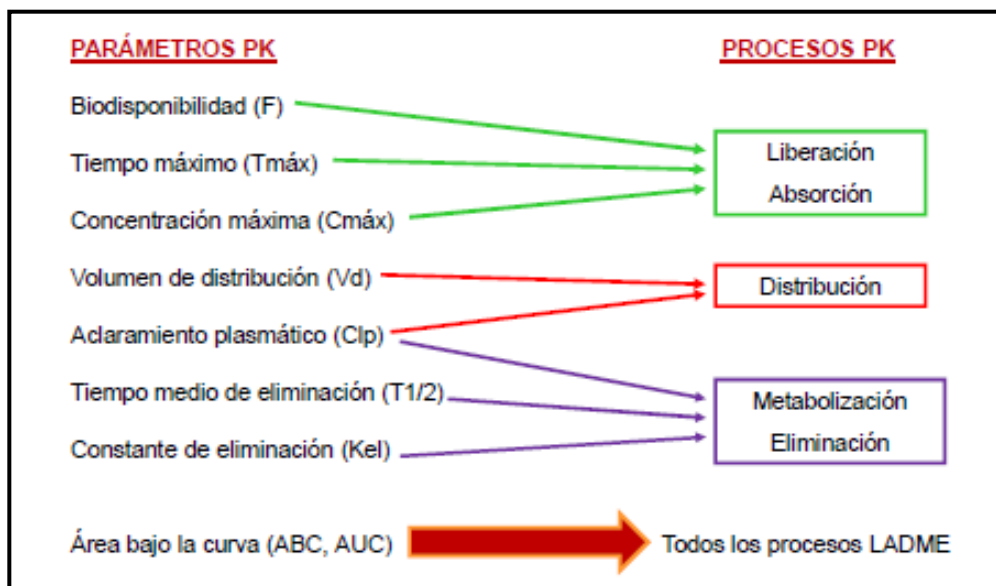 PARÁMETROS PK
PROCESOS PK
Biodisponibilidad (F)
Tiempo máximo (Tmáx)
Concentración máxima (Cmáx)
Volumen de distribución (Vd)
Aclaramiento plasmático (Clp)
Tiempo medio de eliminación (T1/2)
Constante de eliminación (Kel)
Liberación
Absorción
Distribución
Metabolización
Eliminación
Área bajo la curva (ABC, AUC)
Todos los procesos LADME